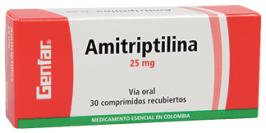 Genfar
Amitriptilina
25 mg
Vía oral
30 comprimidos recubiertos
MEDICAMENTO ESENCIAL EN COLOMBIA